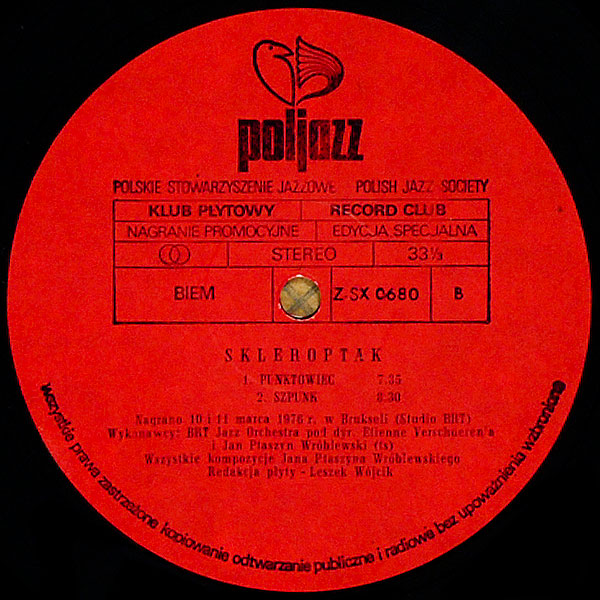 poljazz
POLSKIE STOWARZYSZENIE JAZZOWE POLISH JAZZ SOCIETY
KLUB PŁYTOWY RECORD CLUB
NAGRANIE PROMOCYJNE EDYCJA SPECJALNA
STEREO 33⅓
BIEM Z-SX 0680 B
SKLEROPTAK
1. PUNKTOWIEC 7.35
2. SZPUNK 8.30
Nagrano 10 i 11 marca 1976 r. w Brukseli (Studio BRT)
Wykonawcy: BRT Jazz Orchestra pod dyr. Etienne Verschueren'a
i Jan Ptaszyn Wróblewski (ts)
Wszystkie kompozycje Jana Ptaszyna Wróblewskiego
Redakcja płyty - Leszek Wójcik
wszystkie prawa zastrzeżone kopiowanie odtwarzanie publiczne i radiowe bez upoważnienia wzbronione